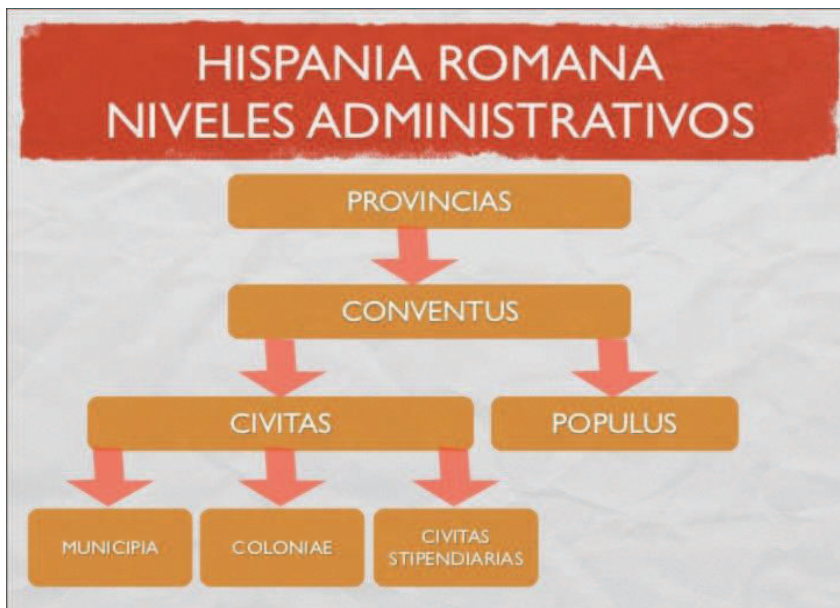 HISPANIA ROMANA
NIVELES ADMINISTRATIVOS
PROVINCIAS
CONVENTUS
CIVITAS
POPULUS
MUNICIPIA
COLONIAE
CIVITAS
STIPENDIARIAS